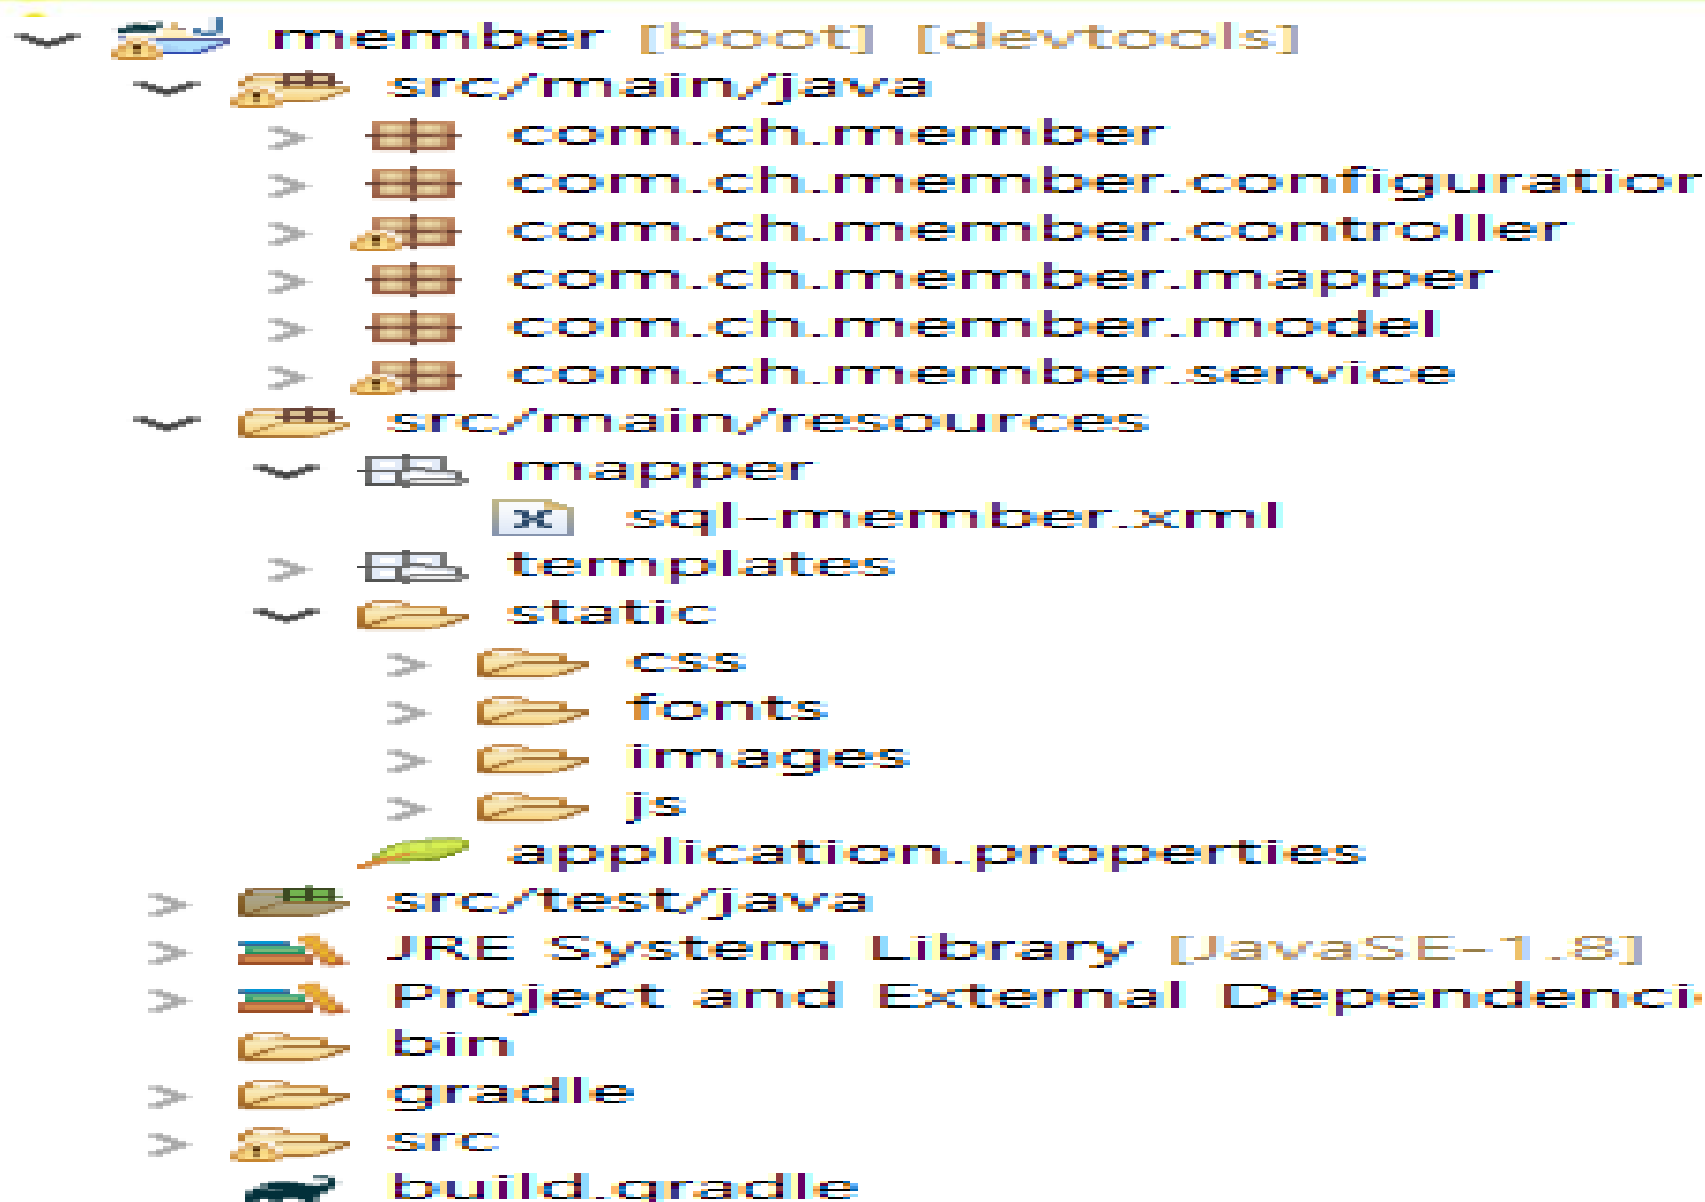 member [boot] [devtools]
src/main/java
com.ch.member
com.ch.member.configuration
com.ch.member.controller
com.ch.member.mapper
com.ch.member.model
com.ch.member.service
src/main/resources
mapper
sql-member.xml
templates
static
css
fonts
images
js
application.properties
src/test/java
JRE System Library [JavaSE-1.8]
Project and External Dependenci
bin
gradle
src
build.gradle